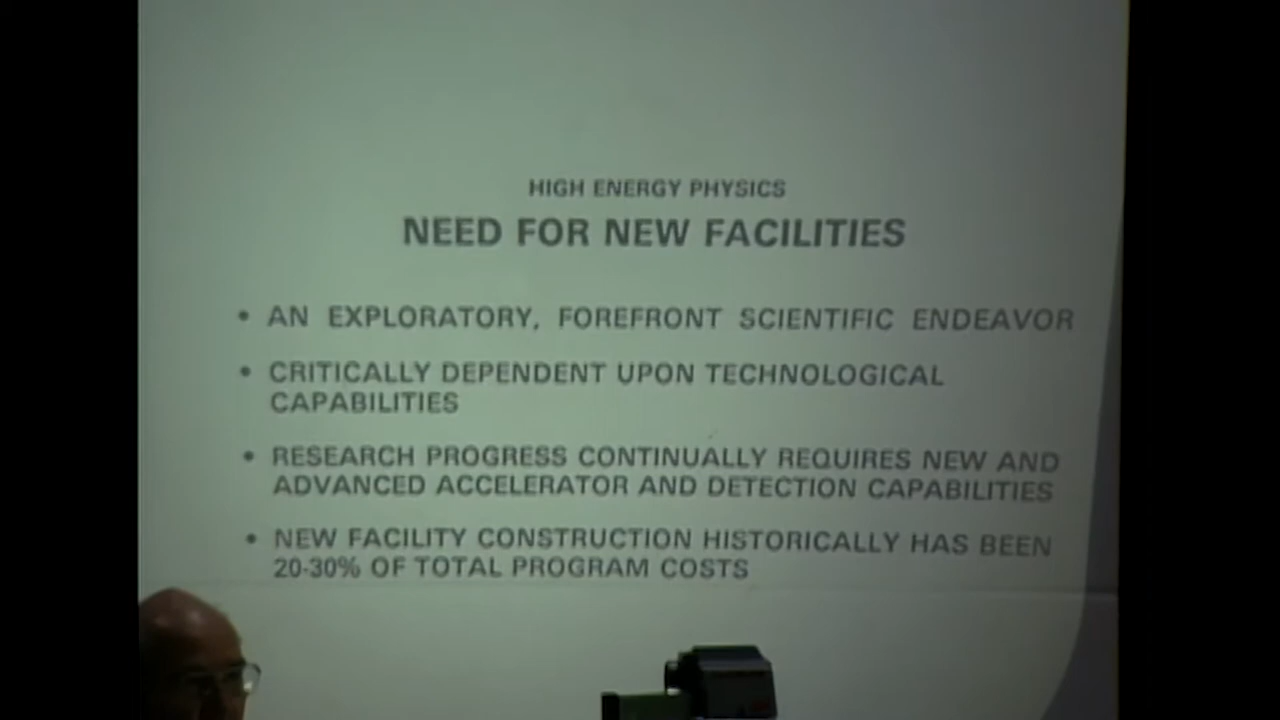 HIGH ENERGY PHYSICS
NEED FOR NEW FACILITIES
• AN EXPLORATORY, FOREFRONT SCIENTIFIC ENDEAVOR
• CRITICALLY DEPENDENT UPON TECHNOLOGICAL
CAPABILITIES
• RESEARCH PROGRESS CONTINUALLY REQUIRES NEW AND
ADVANCED ACCELERATOR AND DETECTION CAPABILITIES
• NEW FACILITY CONSTRUCTION HISTORICALLY HAS BEEN
20-30% OF TOTAL PROGRAM COSTS